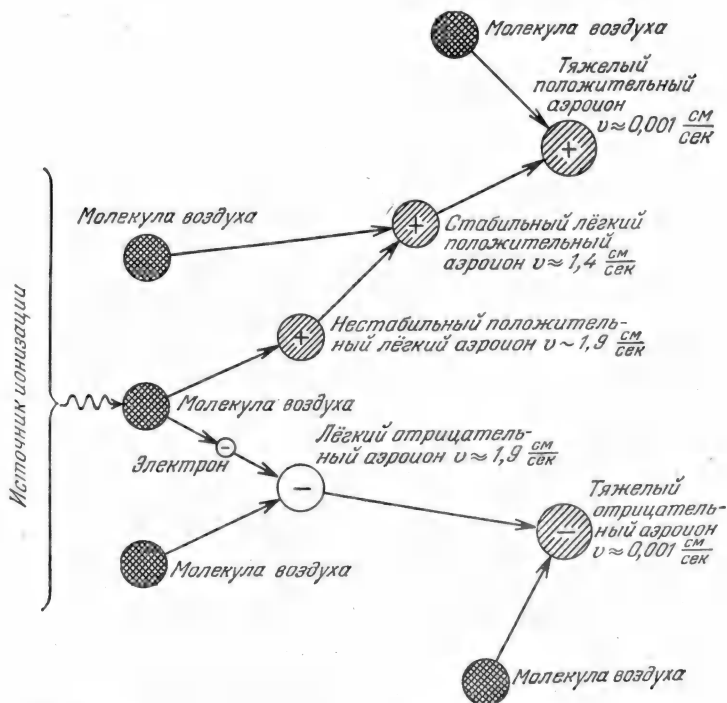 Молекула воздуха
Тяжелый
положительный
аэроион
υ≈0,001 см/сек
Молекула воздуха
Стабильный лёгкий
положительный
аэроион υ≈1,4 см/сек
Источник ионизации
Нестабильный положитель-
ный лёгкий аэроион υ~1,9 см/сек
Молекула воздуха
Электрон
Лёгкий отрицатель-
ный аэроион υ≈1,9 см/сек
Тяжелый
отрицатель-
ный аэроион
υ≈0,001 см/сек
Молекула воздуха
Молекула воздуха
+
+
+
−
−
−